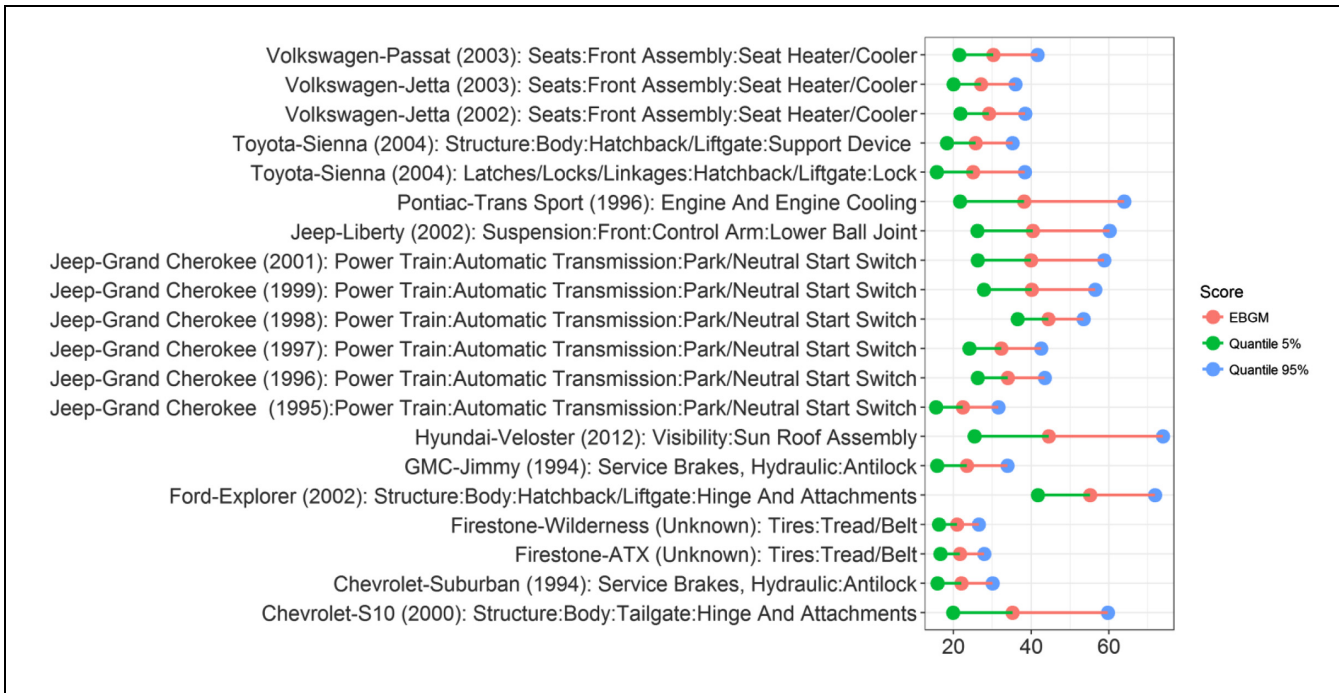 Volkswagen-Passat (2003): Seats:Front Assembly:Seat Heater/Cooler
Volkswagen-Jetta (2003): Seats:Front Assembly:Seat Heater/Cooler
Volkswagen-Jetta (2002): Seats:Front Assembly:Seat Heater/Cooler
Toyota-Sienna (2004): Structure:Body:Hatchback/Liftgate:Support Device
Toyota-Sienna (2004): Latches/Locks/Linkages:Hatchback/Liftgate:Lock
Pontiac-Trans Sport (1996): Engine And Engine Cooling
Jeep-Liberty (2002): Suspension:Front:Control Arm:Lower Ball Joint
Jeep-Grand Cherokee (2001): Power Train:Automatic Transmission:Park/Neutral Start Switch
Jeep-Grand Cherokee (1999): Power Train:Automatic Transmission:Park/Neutral Start Switch
Jeep-Grand Cherokee (1998): Power Train:Automatic Transmission:Park/Neutral Start Switch
Jeep-Grand Cherokee (1997): Power Train:Automatic Transmission:Park/Neutral Start Switch
Jeep-Grand Cherokee (1996): Power Train:Automatic Transmission:Park/Neutral Start Switch
Jeep-Grand Cherokee (1995):Power Train:Automatic Transmission:Park/Neutral Start Switch
Hyundai-Veloster (2012): Visibility:Sun Roof Assembly
GMC-Jimmy (1994): Service Brakes, Hydraulic:Antilock
Ford-Explorer (2002): Structure:Body:Hatchback/Liftgate:Hinge And Attachments
Firestone-Wilderness (Unknown): Tires:Tread/Belt
Firestone-ATX (Unknown): Tires:Tread/Belt
Chevrolet-Suburban (1994): Service Brakes, Hydraulic:Antilock
Chevrolet-S10 (2000): Structure:Body:Tailgate:Hinge And Attachments
20 40 60
Score
EBGM
Quantile 5%
Quantile 95%